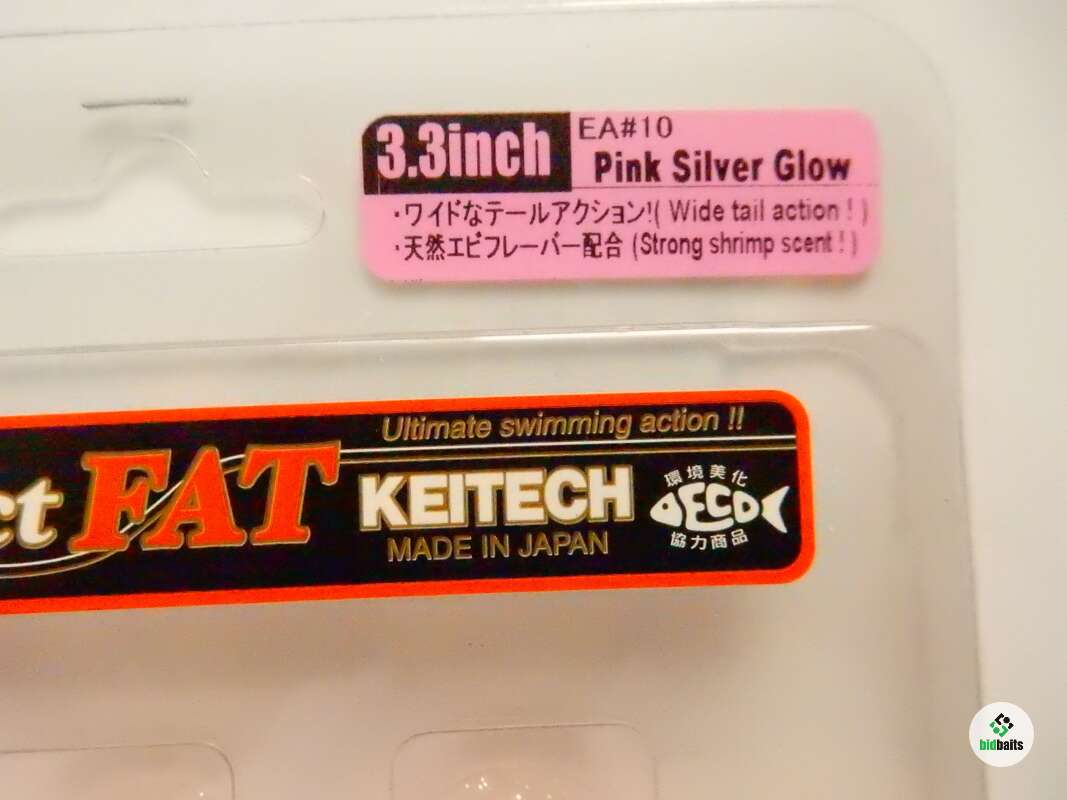 3.3inch
EA#10
Pink Silver Glow
・ワイドなテールアクション!( Wide tail action ! )
・天然エビフレーバー配合 (Strong shrimp scent ! )
Ultimate swimming action !!
ct FAT
KEITECH
MADE IN JAPAN
環境美化
ECO
協力商品
bidbaits